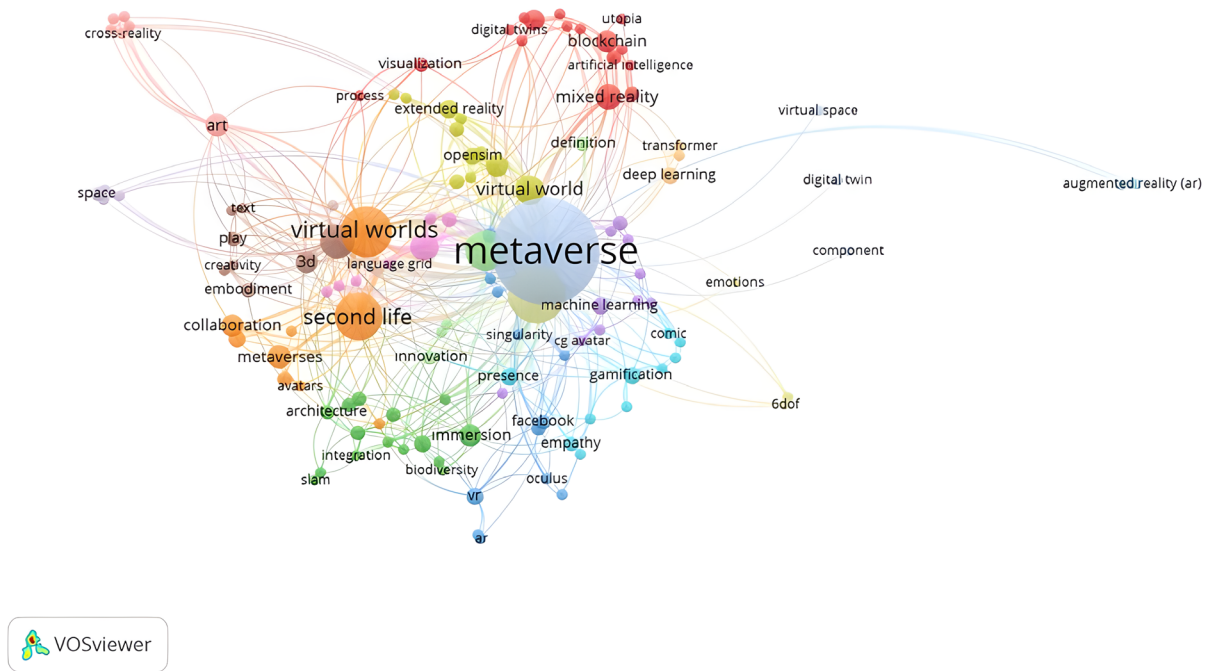 utopia
cross-reality
digital twins
blockchain
visualization
artificial intelligence
process
mixed reality
extended reality
virtual space
art
definition
transformer
opensim
deep learning
digital twin
augmented reality (ar)
virtual world
space
text
virtual worlds
play
metaverse
component
creativity
3d
language grid
emotions
embodiment
machine learning
second life
collaboration
singularity
cg avatar
comic
metaverses
innovation
presence
gamification
avatars
6dof
architecture
facebook
immersion
empathy
integration
biodiversity
slam
oculus
vr
ar
VOSviewer